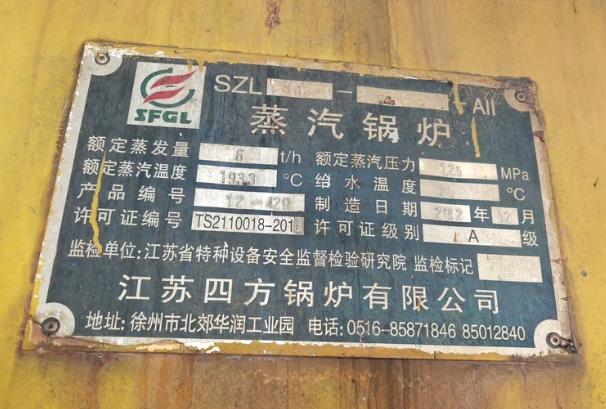 SFGL
SZL - -AII
蒸汽锅炉
额定蒸发量 6 t/h 额定蒸汽压力 MPa
额定蒸汽温度 193.3 °C 给水温度 20 °C
产品编号 制造日期 2012 年 12 月
许可证编号 TS2110018-201 许可证级别 A 级
监检单位:江苏省特种设备安全监督检验研究院 监检标记
江苏四方锅炉有限公司
地址:徐州市北郊华润工业园 电话:0516-85871846 85012840